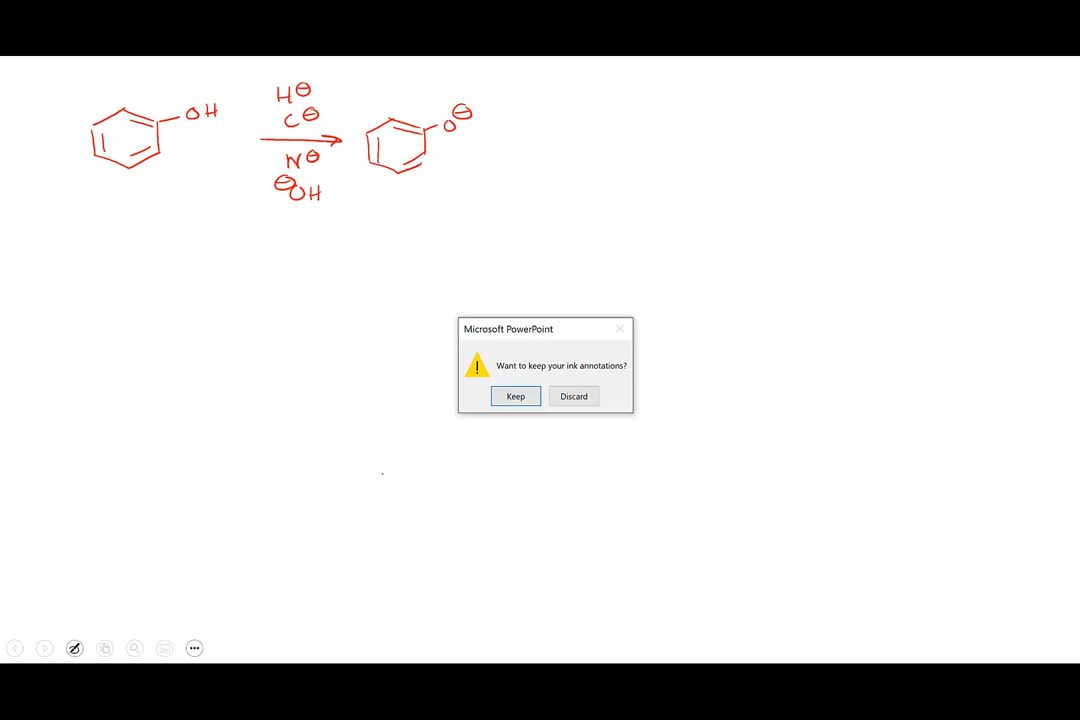 OH
H⊖
C⊖
N⊖
⊖OH
O⊖
Microsoft PowerPoint
Want to keep your ink annotations?
Keep
Discard